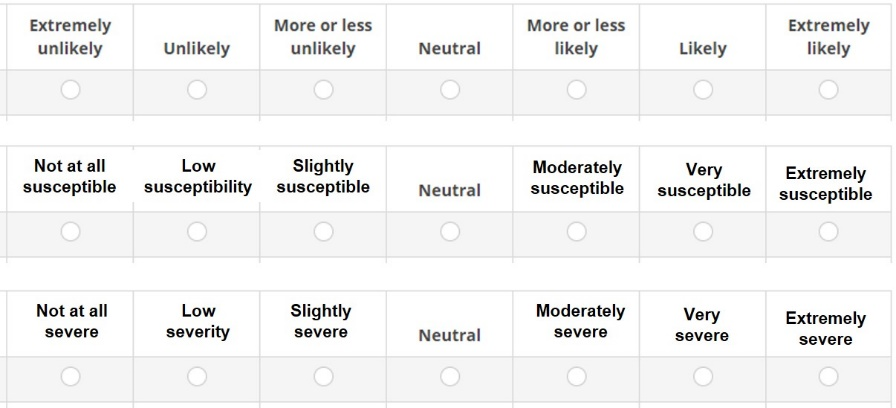 Extremely unlikely
Unlikely
More or less unlikely
Neutral
More or less likely
Likely
Extremely likely
Not at all susceptible
Low susceptibility
Slightly susceptible
Neutral
Moderately susceptible
Very susceptible
Extremely susceptible
Not at all severe
Low severity
Slightly severe
Neutral
Moderately severe
Very severe
Extremely severe